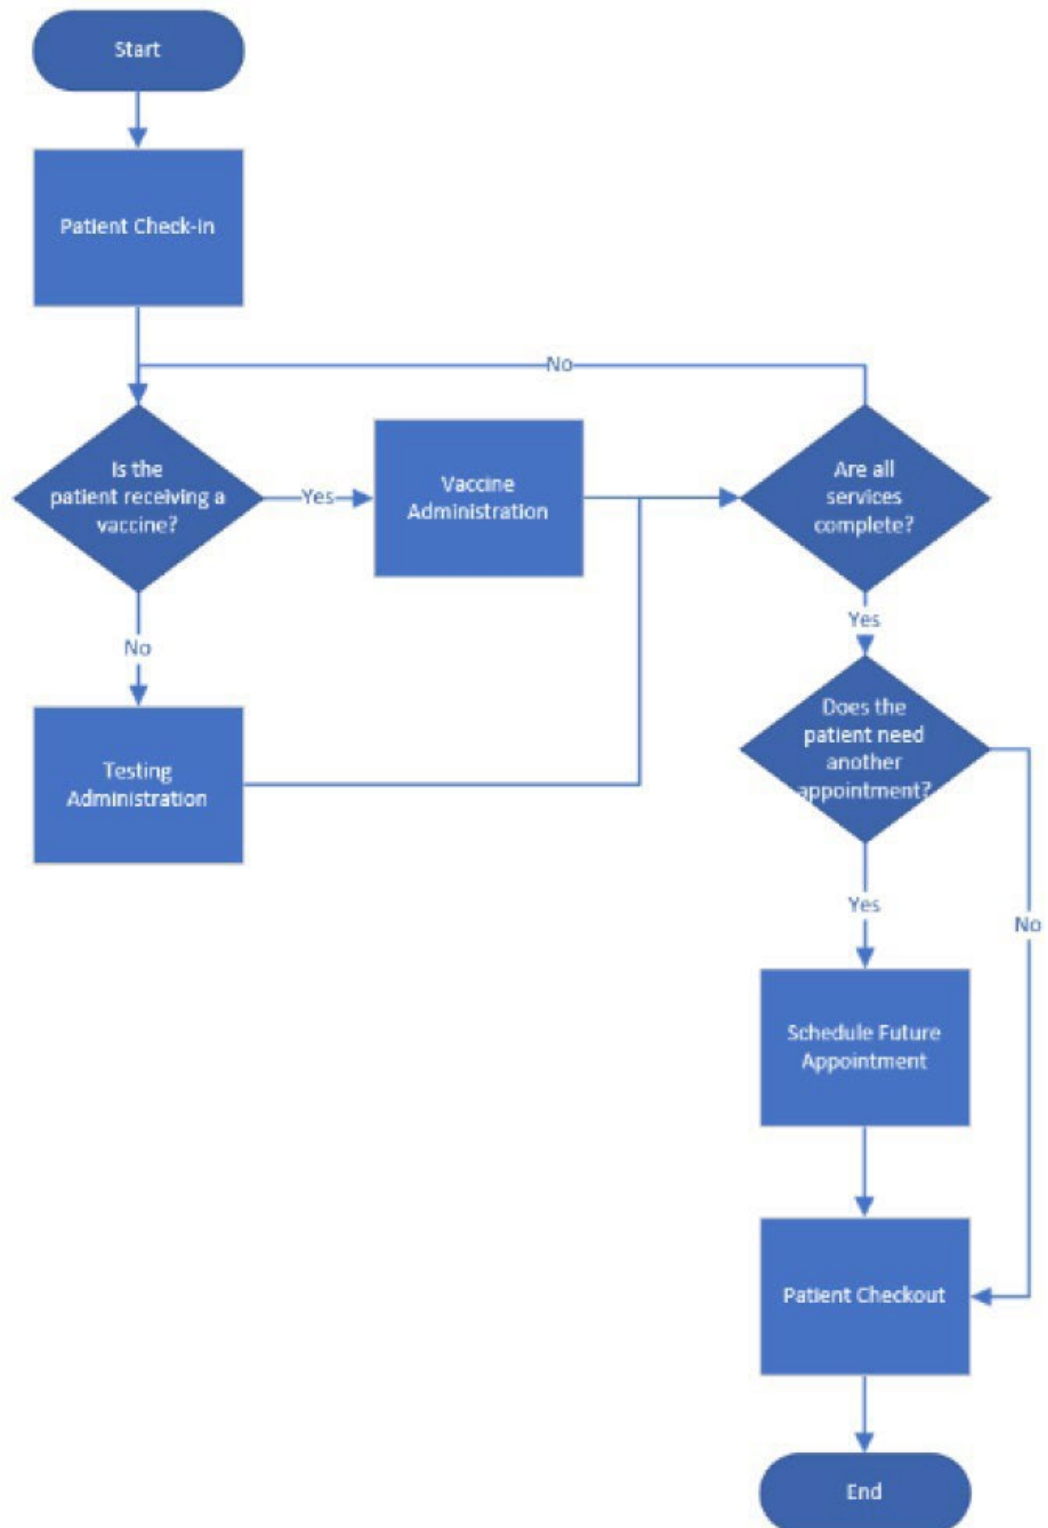 Start
Patient Check-in
No
Is the
patient receiving a
vaccine?
Yes
Vaccine
Administration
Are all
services
complete?
Yes
No
Does the
patient need
another
appointment?
Testing
Administration
Yes
No
Schedule Future
Appointment
Patient Checkout
End